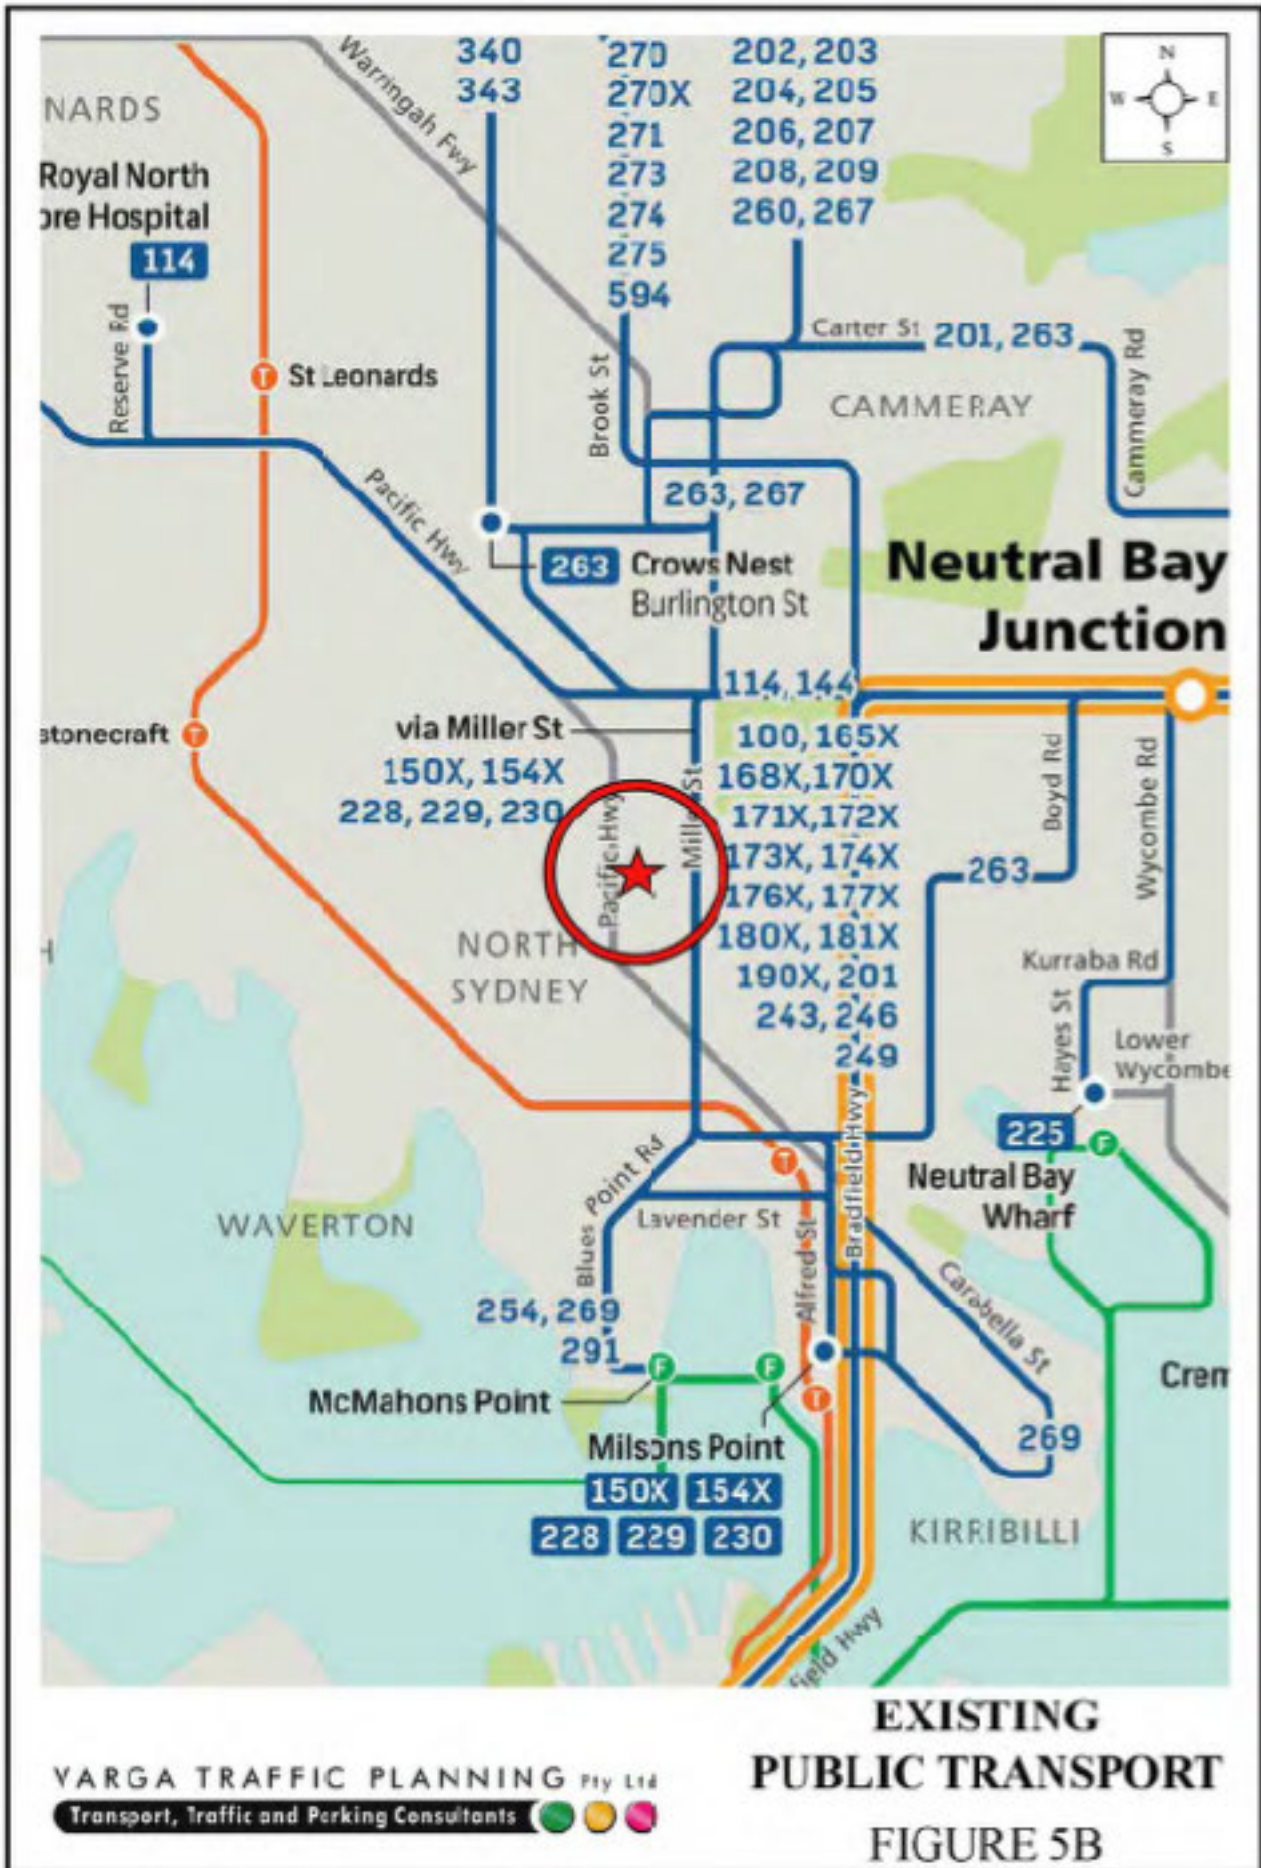 340
343
270
270X
271
273
274
275
594
202, 203
204, 205
206, 207
208, 209
260, 267
N
W E
S
Warringah Fwy
NARDS
Royal North
ore Hospital
114
Reserve Rd
T St Leonards
Brook St
Carter St
201, 263
Cammeray Rd
CAMMERAY
Pacific Hwy
263, 267
263 Crows Nest
Burlington St
Neutral Bay
Junction
114, 144
stonecraft T
via Miller St
150X, 154X
228, 229, 230
Pacific Hwy
Miller St
100, 165X
168X, 170X
171X, 172X
173X, 174X
176X, 177X
180X, 181X
190X, 201
243, 246
249
Boyd Rd
Wycombe Rd
263
NORTH
SYDNEY
H
Kurraba Rd
Hayes St
Lower
Wycombe
225
F
Neutral Bay
Wharf
Bradfield Hwy
Blues Point Rd
T
Lavender St
Alfred St
WAVERTON
Carabella St
254, 269
291
F
F
McMahons Point
T
Crem
269
Milsons Point
150X 154X
228 229 230
KIRRIBILLI
field Hwy
VARGA TRAFFIC PLANNING Pty Ltd
Transport, Traffic and Parking Consultants
EXISTING
PUBLIC TRANSPORT
FIGURE 5B